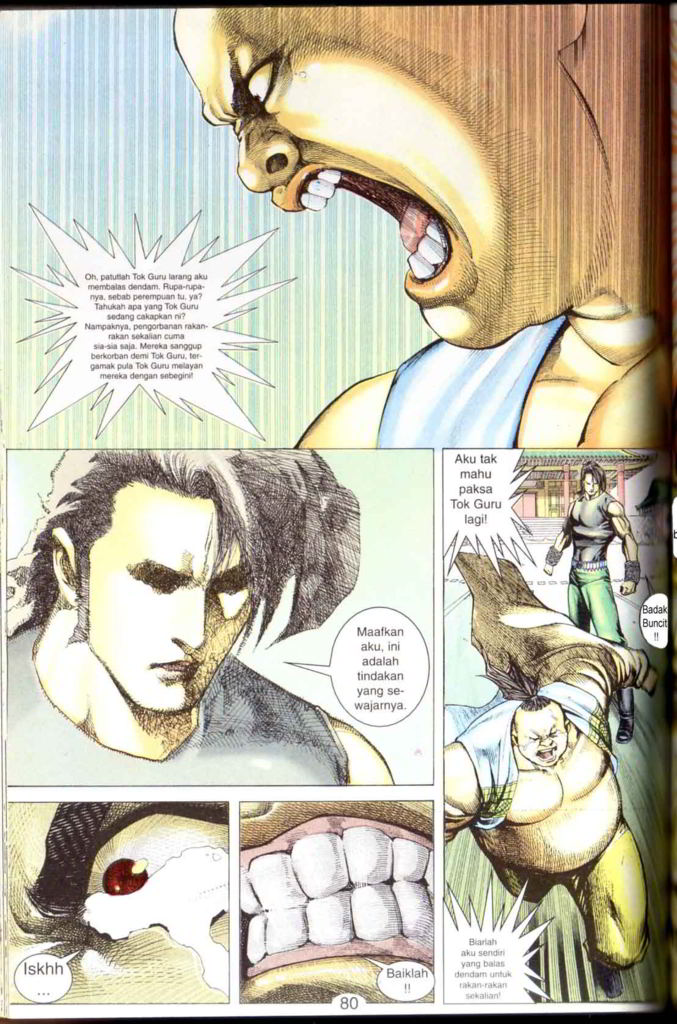 Oh, patutlah Tok Guru larang aku
membalas dendam. Rupa-rupa-
nya, sebab perempuan tu, ya?
Tahukah apa yang Tok Guru
sedang cakapkan ni?
Nampaknya, pengorbanan rakan-
rakan sekalian cuma
sia-sia saja. Mereka sanggup
berkorban demi Tok Guru, ter-
gamak pula Tok Guru melayan
mereka dengan sebegini!
Maafkan
aku, ini
adalah
tindakan
yang se-
wajarnya.
Aku tak
mahu
paksa
Tok Guru
lagi!
Badak
Buncit
!!
Iskhh
...
Baiklah
!!
Biarlah
aku sendiri
yang balas
dendam untuk
rakan-rakan
sekalian!
80